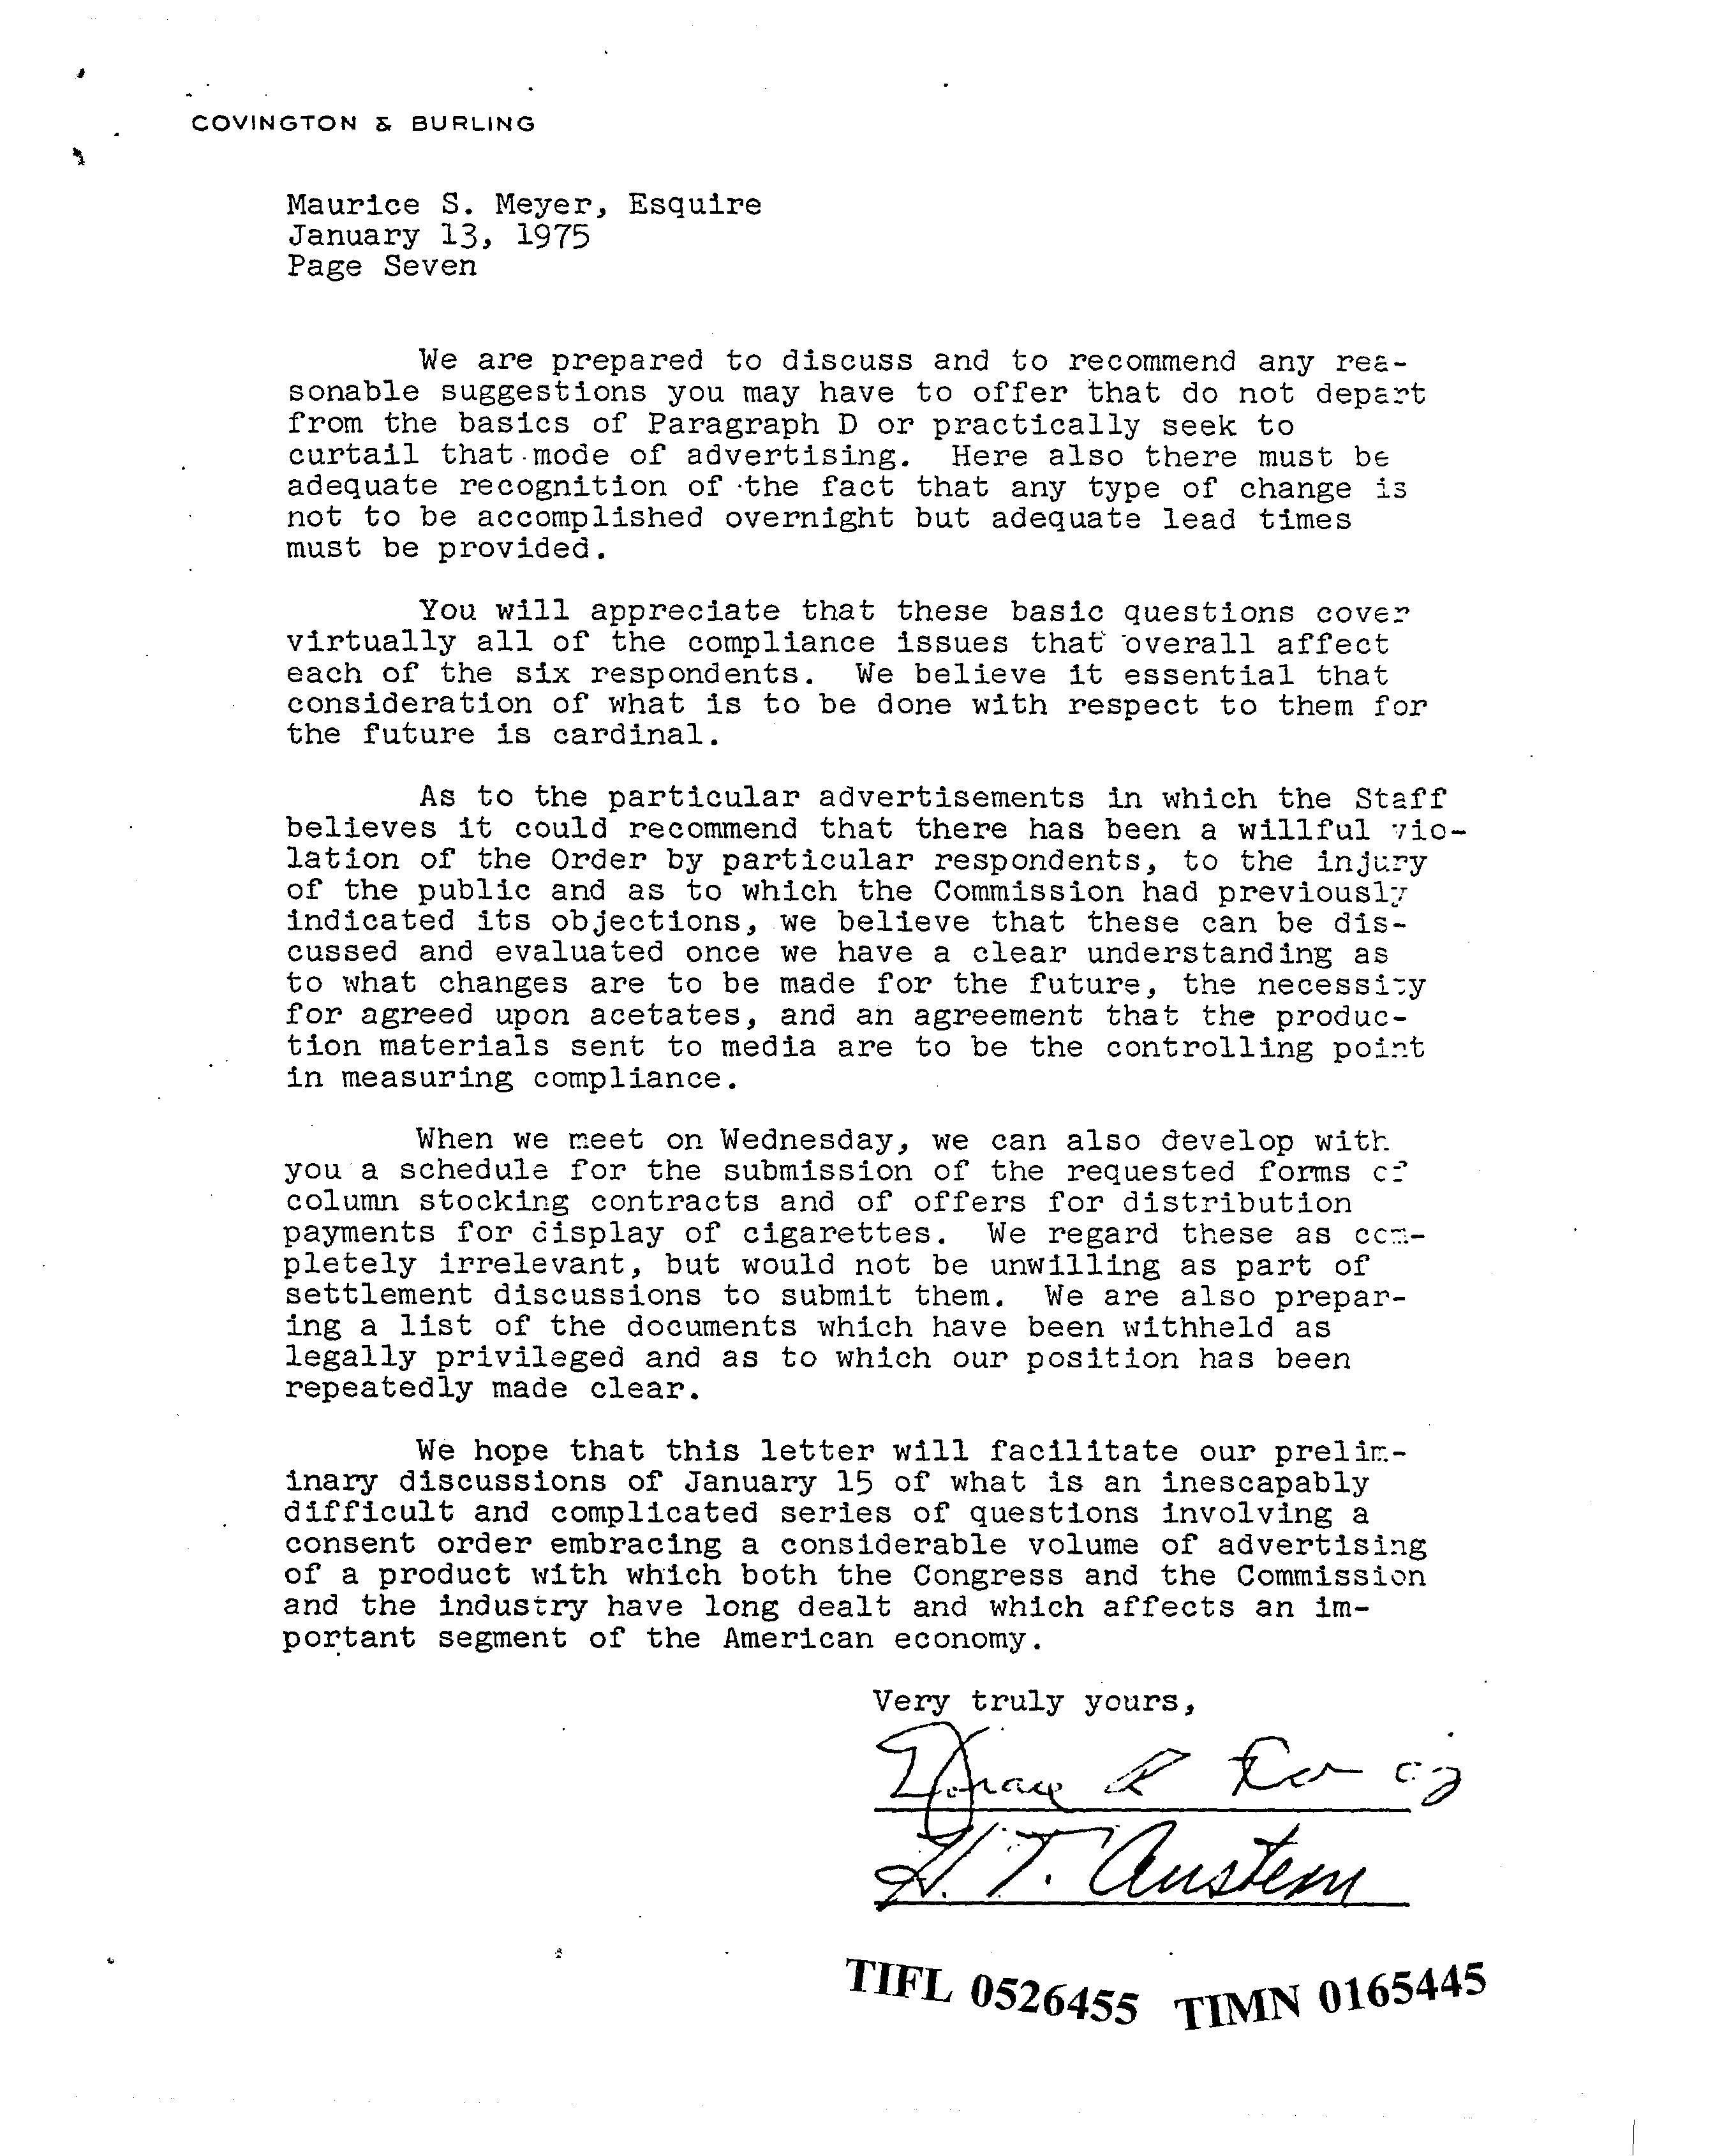 COVINGTON & BURLING
Maurice S. Meyer, Esquire
January 13, 1975
Page Seven
We are prepared to discuss and to recommend any rea-
sonable suggestions you may have to offer that do not depart
from the basics of Paragraph D or practically seek to
curtail that mode of advertising. Here also there must be
adequate recognition of the fact that any type of change is
not to be accomplished overnight but adequate lead times
must be provided.
You will appreciate that these basic questions cover
virtually all of the compliance issues that overall affect
each of the six respondents. We believe it essential that
consideration of what is to be done with respect to them for
the future is cardinal.
As to the particular advertisements in which the Staff
believes it could recommend that there has been a willful vio-
lation of the Order by particular respondents, to the injury
of the public and as to which the Commission had previously
indicated its objections, we believe that these can be dis-
cussed and evaluated once we have a clear understanding as
to what changes are to be made for the future, the necessity
for agreed upon acetates, and an agreement that the produc-
tion materials sent to media are to be the controlling point
in measuring compliance.
When we meet on Wednesday, we can also develop with
you a schedule for the submission of the requested forms of
column stocking contracts and of offers for distribution
payments for display of cigarettes. We regard these as com-
pletely irrelevant, but would not be unwilling as part of
settlement discussions to submit them. We are also prepar-
ing a list of the documents which have been withheld as
legally privileged and as to which our position has been
repeatedly made clear.
We hope that this letter will facilitate our prelim-
inary discussions of January 15 of what is an inescapably
difficult and complicated series of questions involving a
consent order embracing a considerable volume of advertising
of a product with which both the Congress and the Commission
and the industry have long dealt and which affects an im-
portant segment of the American economy.
Very truly yours,
H. T. Austern
TIFL 0526455 TIMN 0165445